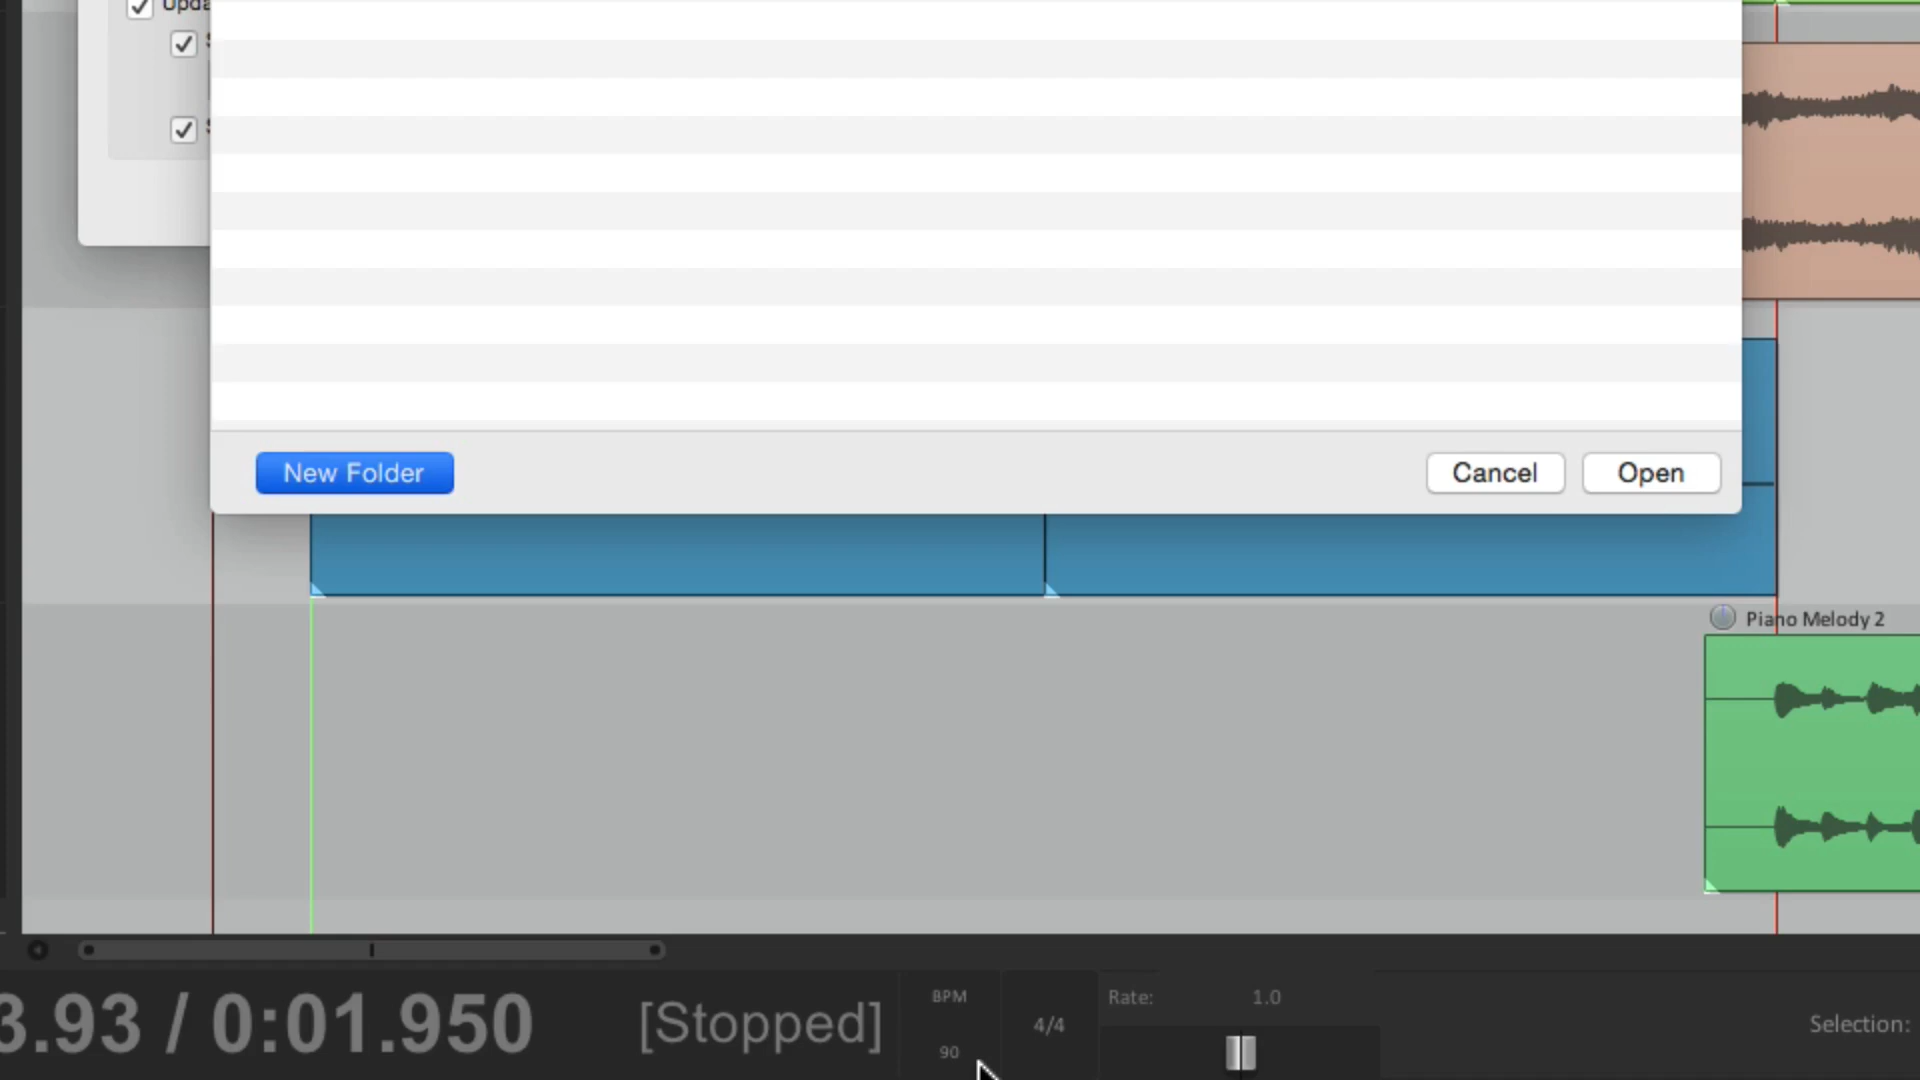 New Folder
Cancel
Open
Piano Melody 2
3.93 / 0:01.950
[Stopped]
BPM
90
4/4
Rate:
1.0
Selection: